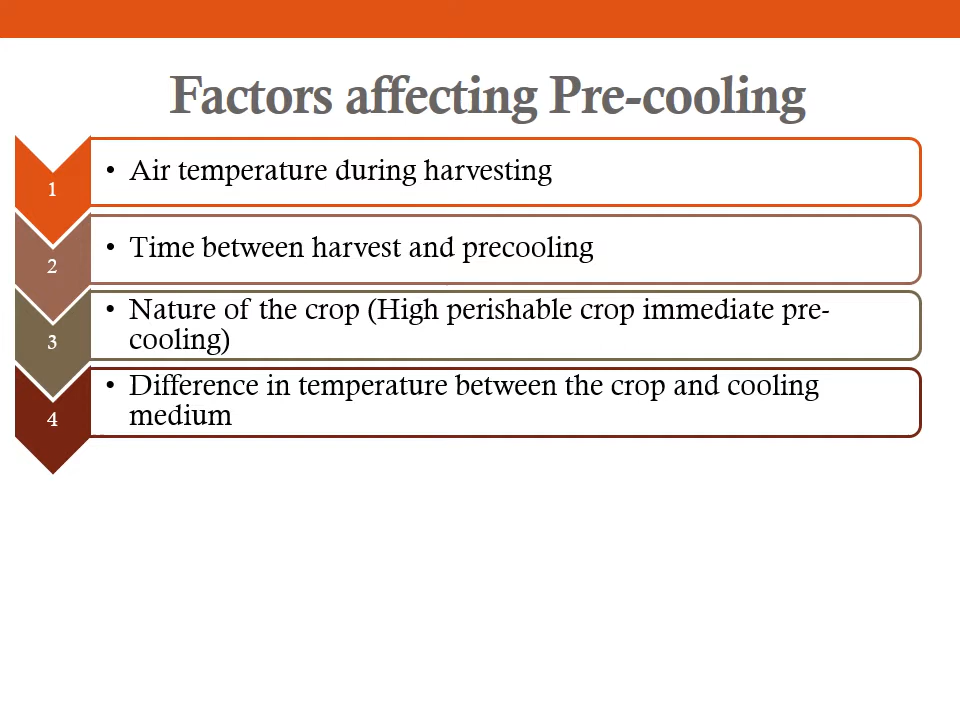 Factors affecting Pre-cooling
1
• Air temperature during harvesting
2
• Time between harvest and precooling
3
• Nature of the crop (High perishable crop immediate pre-
cooling)
4
• Difference in temperature between the crop and cooling
medium